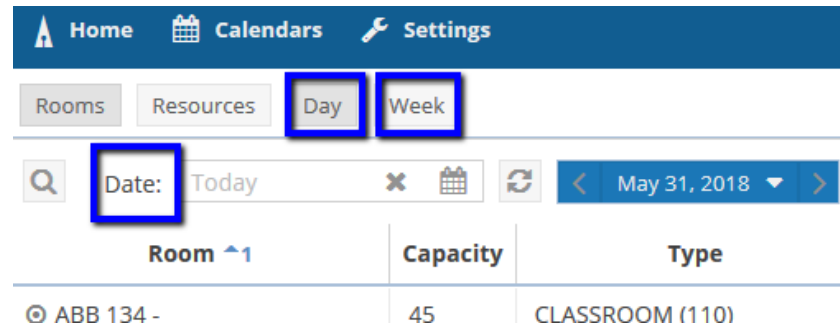 Home Calendars Settings
Rooms Resources Day Week
Date: Today May 31, 2018
Room 1 Capacity Type
ABB 134 - 45 CLASSROOM (110)